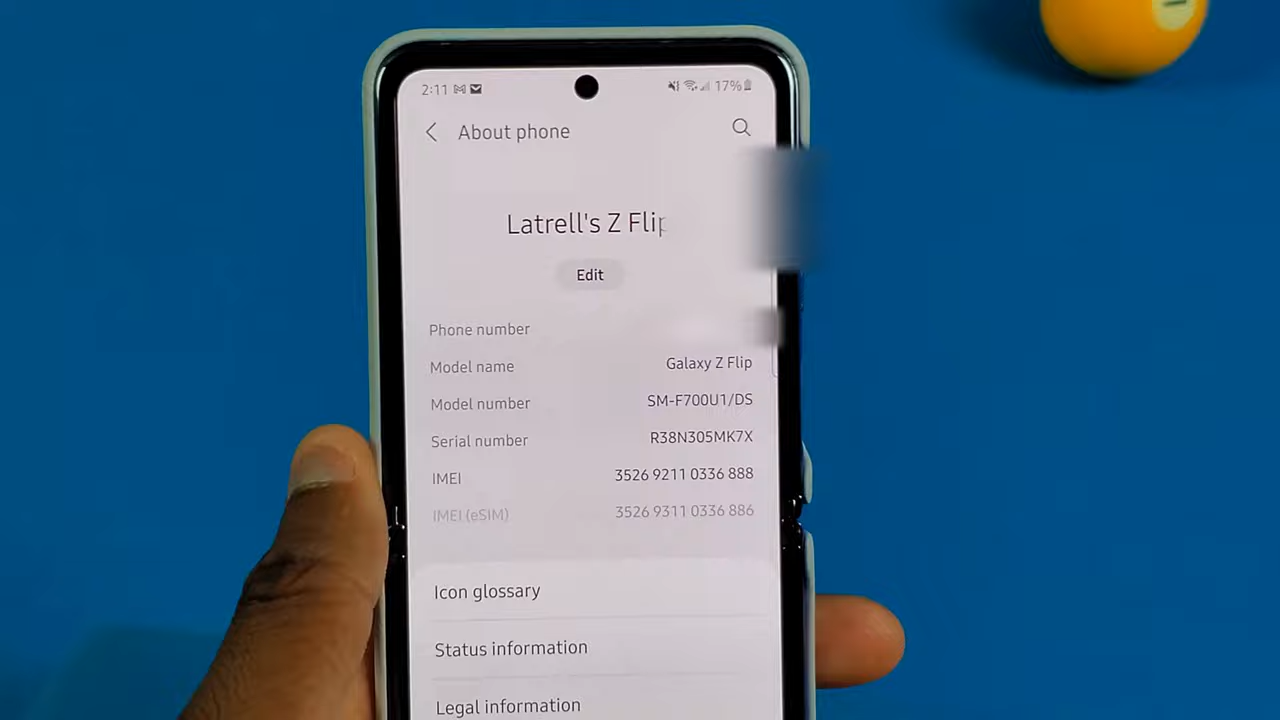 2:11 17%
About phone
Latrell's Z Flip
Edit
Phone number
Model name Galaxy Z Flip
Model number SM-F700U1/DS
Serial number R38N305MK7X
IMEI 3526 9211 0336 888
IMEI (eSIM) 3526 9311 0336 886
Icon glossary
Status information
Legal information